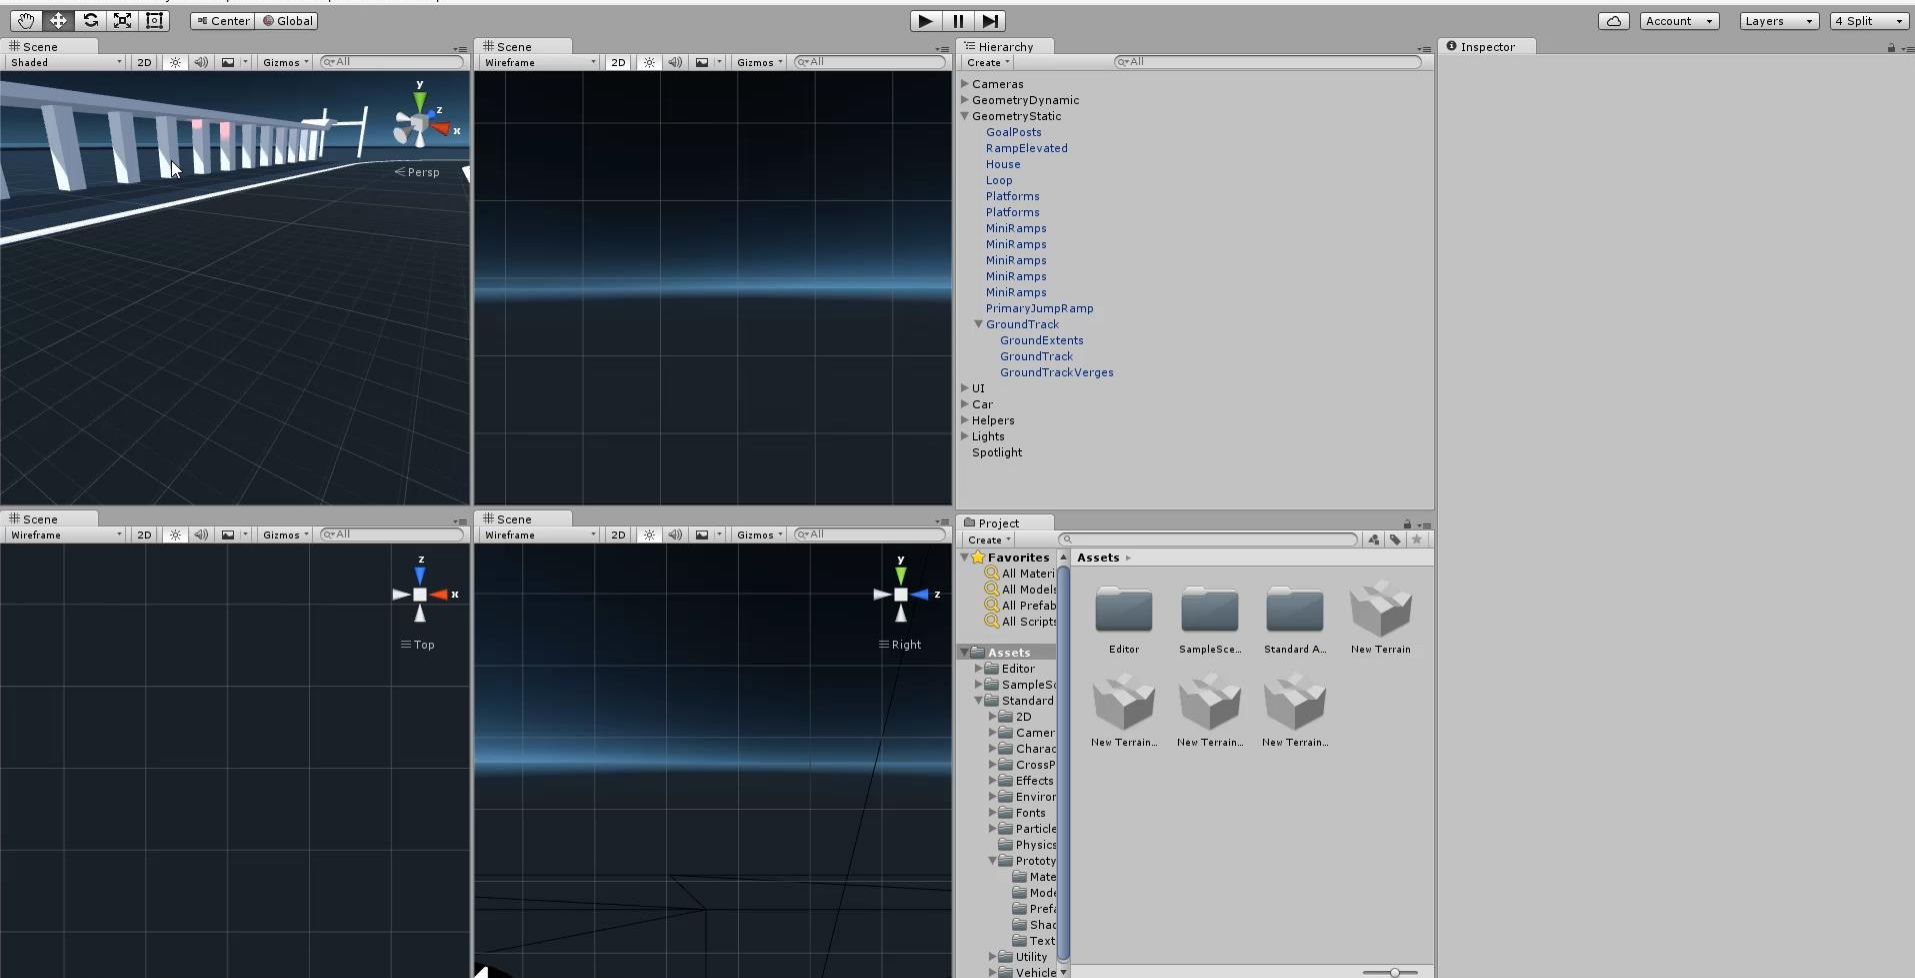 Center Global
Account Layers 4 Split
Scene
Shaded 2D Gizmos All
y z x
Persp
Scene
Wireframe 2D Gizmos All
Hierarchy
Create All
Cameras
GeometryDynamic
GeometryStatic
GoalPosts
RampElevated
House
Loop
Platforms
Platforms
MiniRamps
MiniRamps
MiniRamps
MiniRamps
MiniRamps
PrimaryJumpRamp
GroundTrack
GroundExtents
GroundTrack
GroundTrackVerges
UI
Car
Helpers
Lights
Spotlight
Inspector
Scene
Wireframe 2D Gizmos All
z x
Top
Scene
Wireframe 2D Gizmos All
y z
Right
Project
Create
Favorites
All Materi
All Models
All Prefab
All Scripts
Assets
Editor
SampleSc
Standard
2D
Camer
Charac
CrossP
Effects
Enviror
Fonts
Particle
Physics
Prototy
Mate
Mode
Prefa
Shac
Text
Utility
Vehicle
Assets
Editor SampleSce... Standard A... New Terrain
New Terrain... New Terrain... New Terrain...